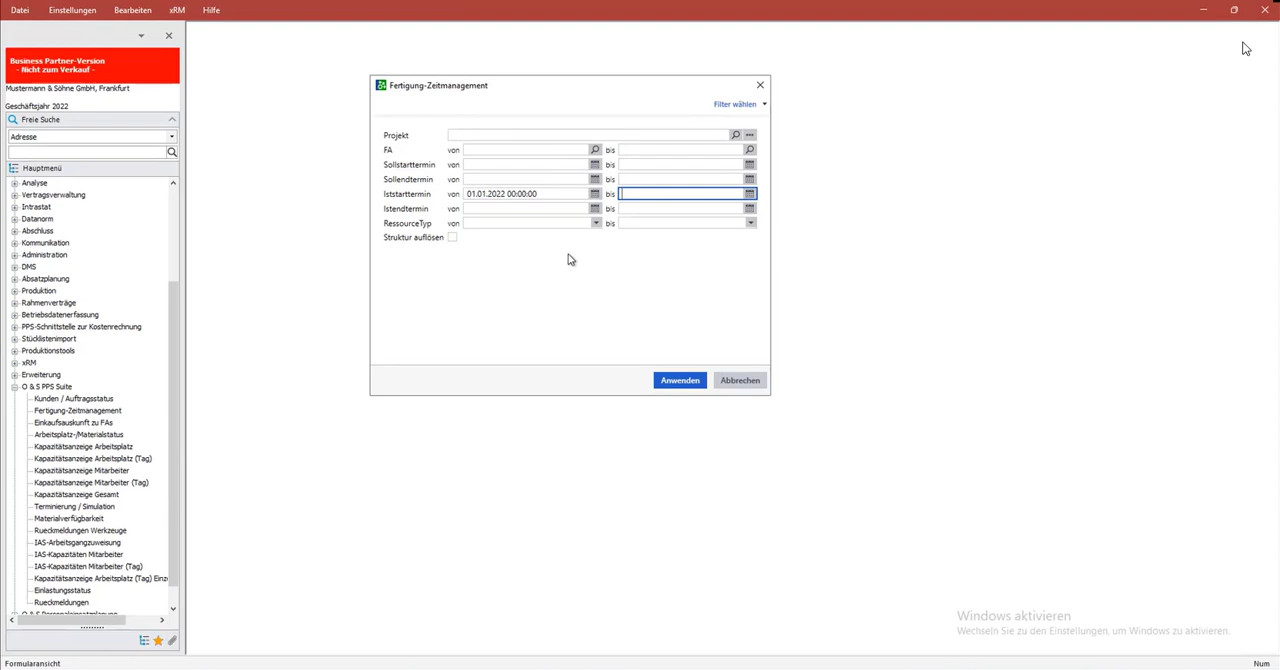 Datei Einstellungen Bearbeiten xRM Hilfe
Business Partner-Version
- Nicht zum Verkauf -
Mustermann & Söhne GmbH, Frankfurt
Geschäftsjahr 2022
Freie Suche
Adresse
Hauptmenü
Analyse
Vertragsverwaltung
Intrastat
Datanorm
Abschluss
Kommunikation
Administration
DMS
Absatzplanung
Produktion
Rahmenverträge
Betriebsdatenerfassung
PPS-Schnittstelle zur Kostenrechnung
Stücklistenimport
Produktionstools
xRM
Erweiterung
O & S PPS Suite
Kunden / Auftragsstatus
Fertigung-Zeitmanagement
Einkaufsauskunft zu FAs
Arbeitsplatz-/Materialstatus
Kapazitätsanzeige Arbeitsplatz
Kapazitätsanzeige Arbeitsplatz (Tag)
Kapazitätsanzeige Mitarbeiter
Kapazitätsanzeige Mitarbeiter (Tag)
Kapazitätsanzeige Gesamt
Terminierung / Simulation
Materialverfügbarkeit
Rueckmeldungen Werkzeuge
IAS-Arbeitsgangzuweisung
IAS-Kapazitäten Mitarbeiter
IAS-Kapazitäten Mitarbeiter (Tag)
Kapazitätsanzeige Arbeitsplatz (Tag) Einz
Einlastungsstatus
Rueckmeldungen
O & S Personaleinsatzplanung
Fertigung-Zeitmanagement
Filter wählen
Projekt
FA von bis
Sollstarttermin von bis
Sollendtermin von bis
Iststarttermin von 01.01.2022 00:00:00 bis
Istendtermin von bis
RessourceTyp von bis
Struktur auflösen
Anwenden Abbrechen
Windows aktivieren
Wechseln Sie zu den Einstellungen, um Windows zu aktivieren.
Formularansicht Num